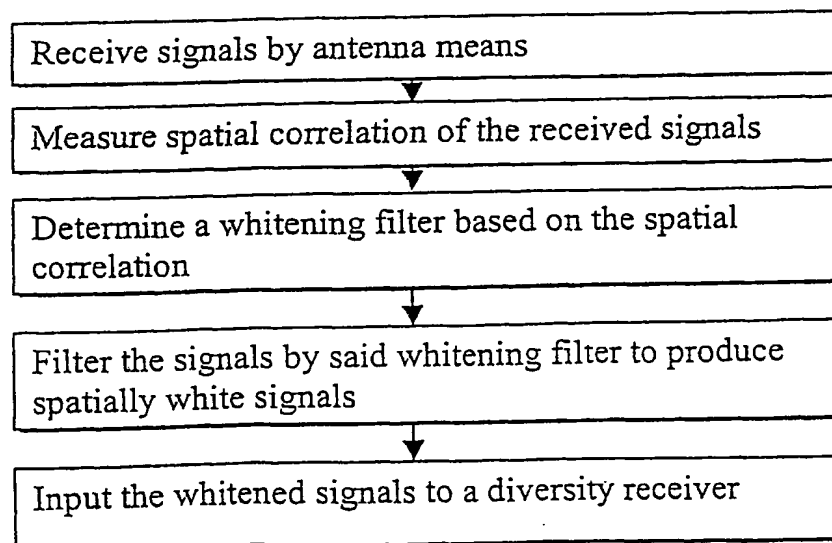 Receive signals by antenna means
Measure spatial correlation of the received signals
Determine a whitening filter based on the spatial
correlation
Filter the signals by said whitening filter to produce
spatially white signals
Input the whitened signals to a diversity receiver